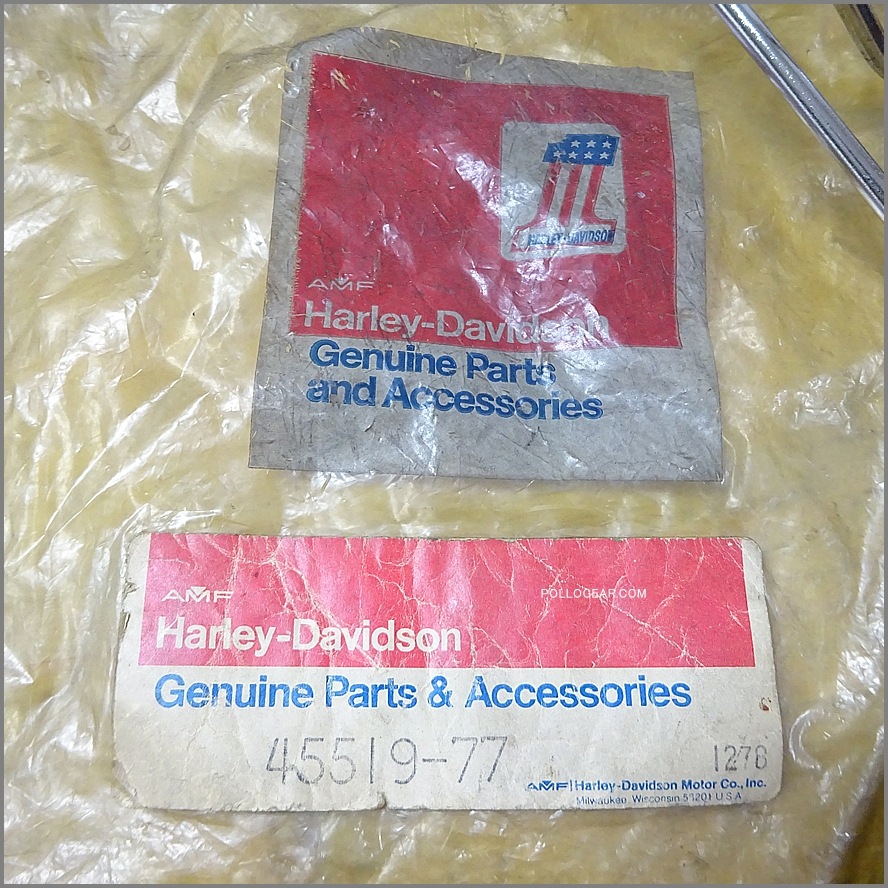 HARLEY-DAVIDSON
AMF
Harley-Davidson
Genuine Parts
and Accessories
AMF
POLLOGEAR.COM
Harley-Davidson
Genuine Parts & Accessories
45519-77
1278
AMF | Harley-Davidson Motor Co., Inc.
Milwaukee, Wisconsin 53201 U.S.A.